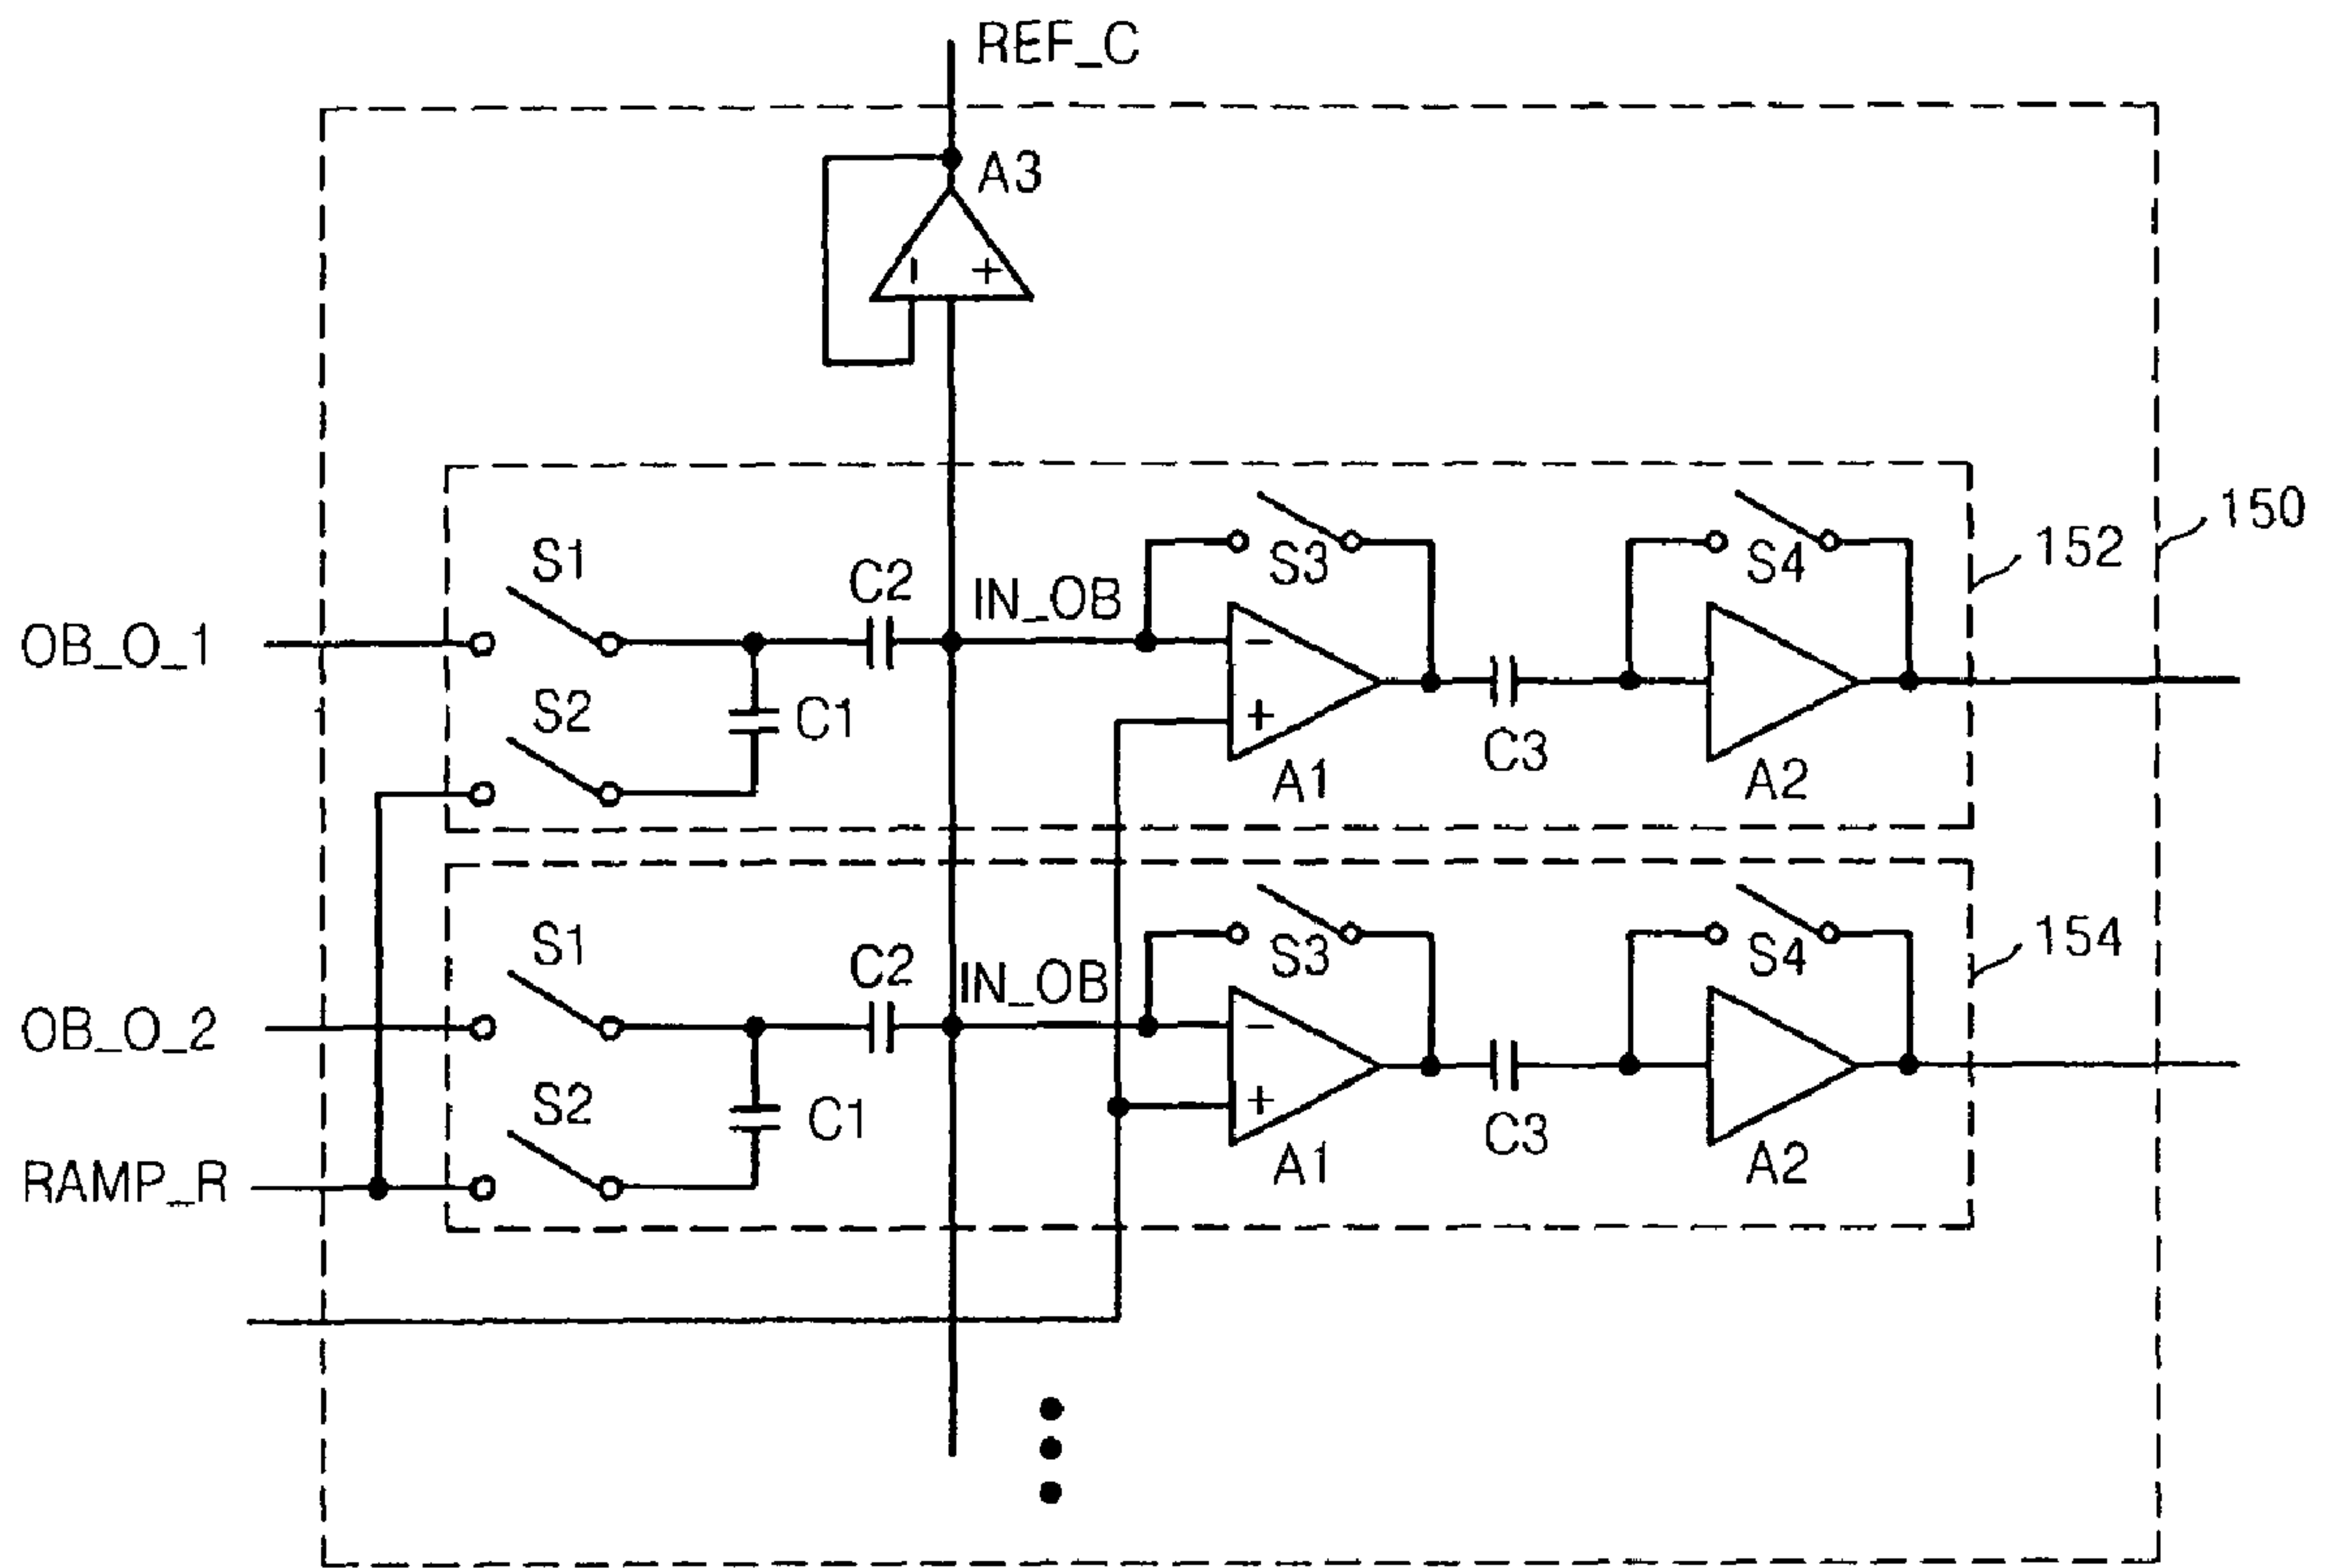 REF_C
A3
- +
150
152
S1
C2
IN_OB
S3
S4
OB_O_1
-
S2
C1
+
C3
A1
A2
154
S1
C2
IN_OB
S3
S4
OB_O_2
-
S2
C1
+
C3
RAMP_R
A1
A2